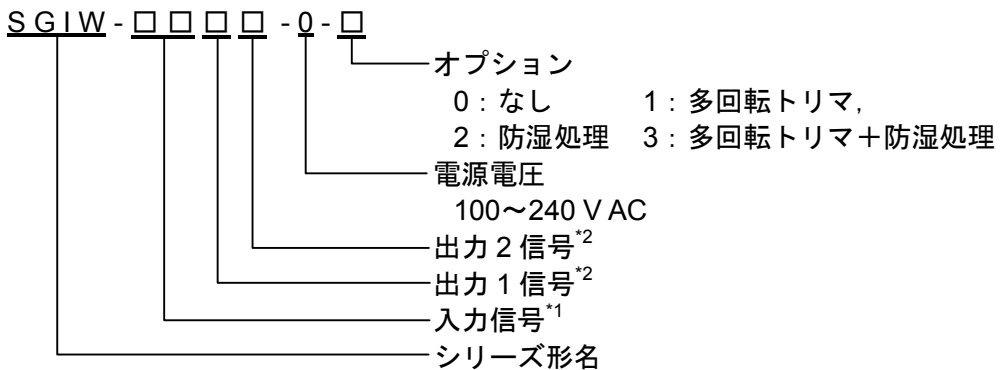 SGIW-□□□□-0-□
オプション
0：なし 1：多回転トリマ,
2：防湿処理 3：多回転トリマ＋防湿処理
電源電圧
100～240 V AC
出力 2 信号*2
出力 1 信号*2
入力信号*1
シリーズ形名